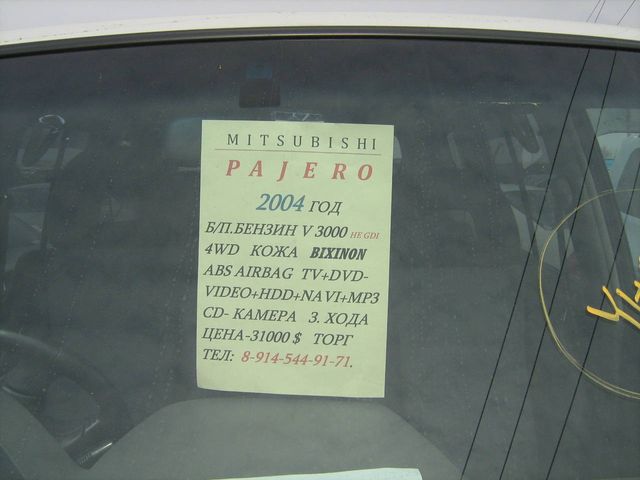 MITSUBISHI
PAJERO
2004 ГОД
Б/П.БЕНЗИН V 3000 НЕ GDI
4WD КОЖА BIXINON
ABS AIRBAG TV+DVD-
VIDEO+HDD+NAVI+MP3
CD- КАМЕРА З. ХОДА
ЦЕНА-31000 $ ТОРГ
ТЕЛ: 8-914-544-91-71.